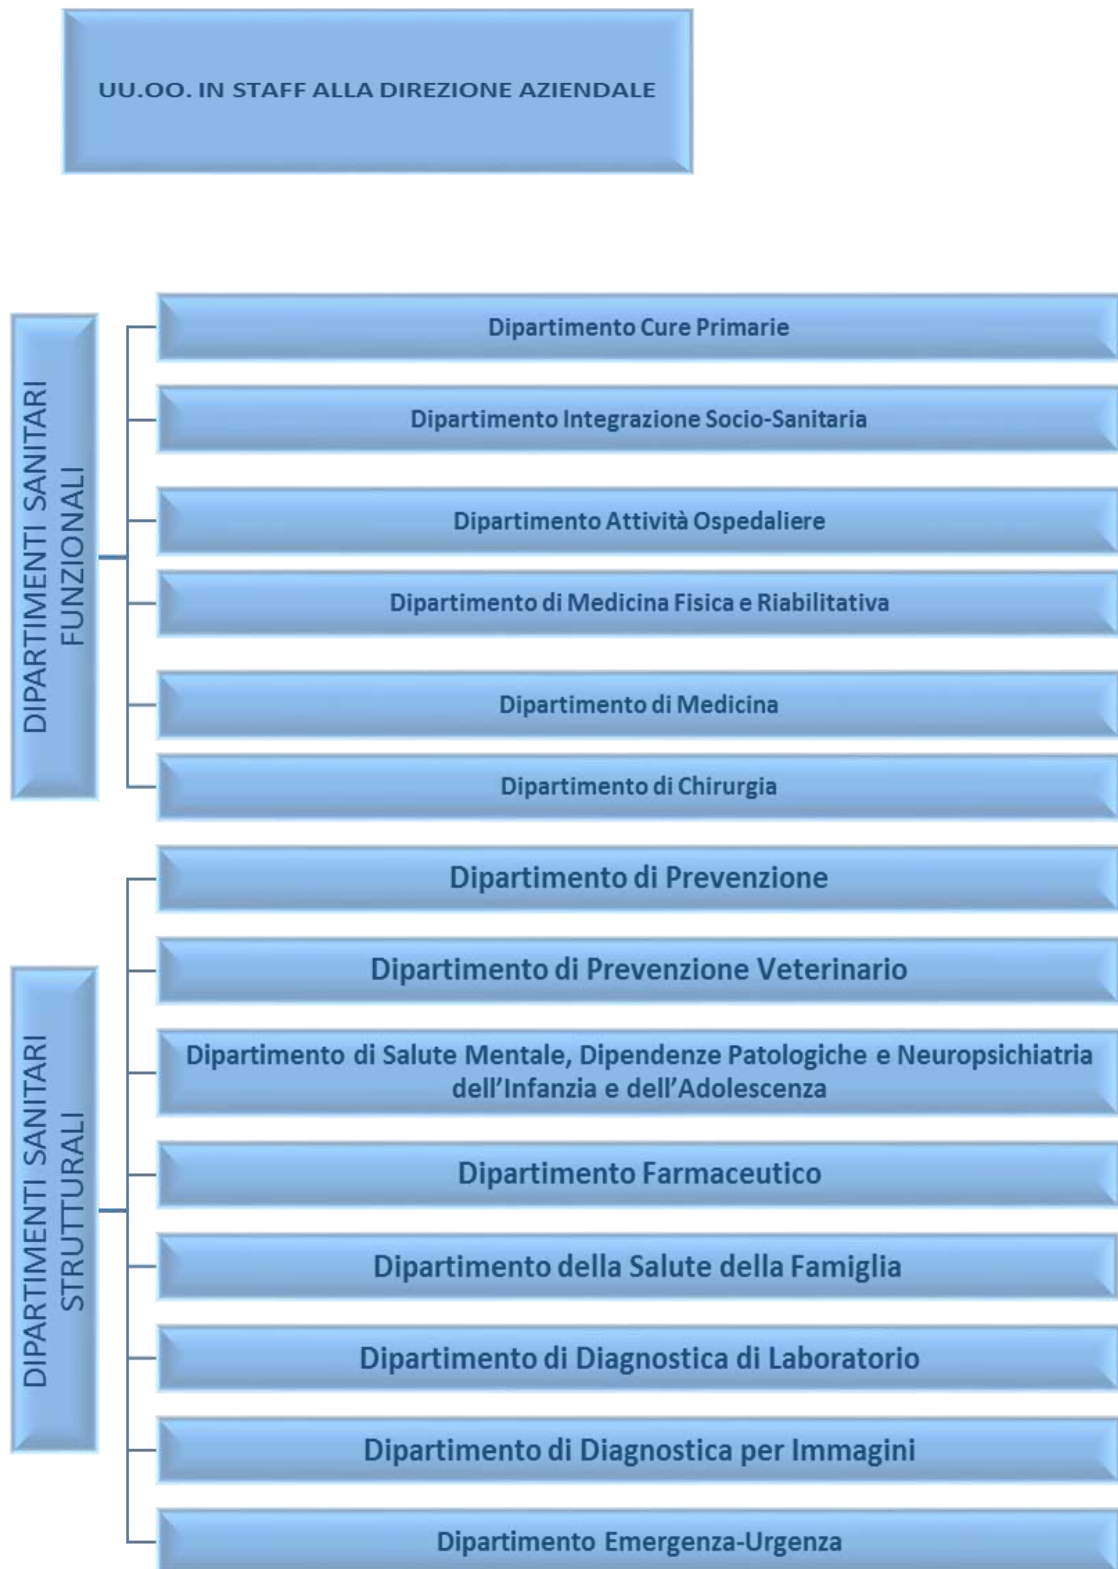 UU.OO. IN STAFF ALLA DIREZIONE AZIENDALE
DIPARTIMENTI SANITARI
FUNZIONALI
Dipartimento Cure Primarie
Dipartimento Integrazione Socio-Sanitaria
Dipartimento Attività Ospedaliere
Dipartimento di Medicina Fisica e Riabilitativa
Dipartimento di Medicina
Dipartimento di Chirurgia
DIPARTIMENTI SANITARI
STRUTTURALI
Dipartimento di Prevenzione
Dipartimento di Prevenzione Veterinario
Dipartimento di Salute Mentale, Dipendenze Patologiche e Neuropsichiatria
dell'Infanzia e dell'Adolescenza
Dipartimento Farmaceutico
Dipartimento della Salute della Famiglia
Dipartimento di Diagnostica di Laboratorio
Dipartimento di Diagnostica per Immagini
Dipartimento Emergenza-Urgenza